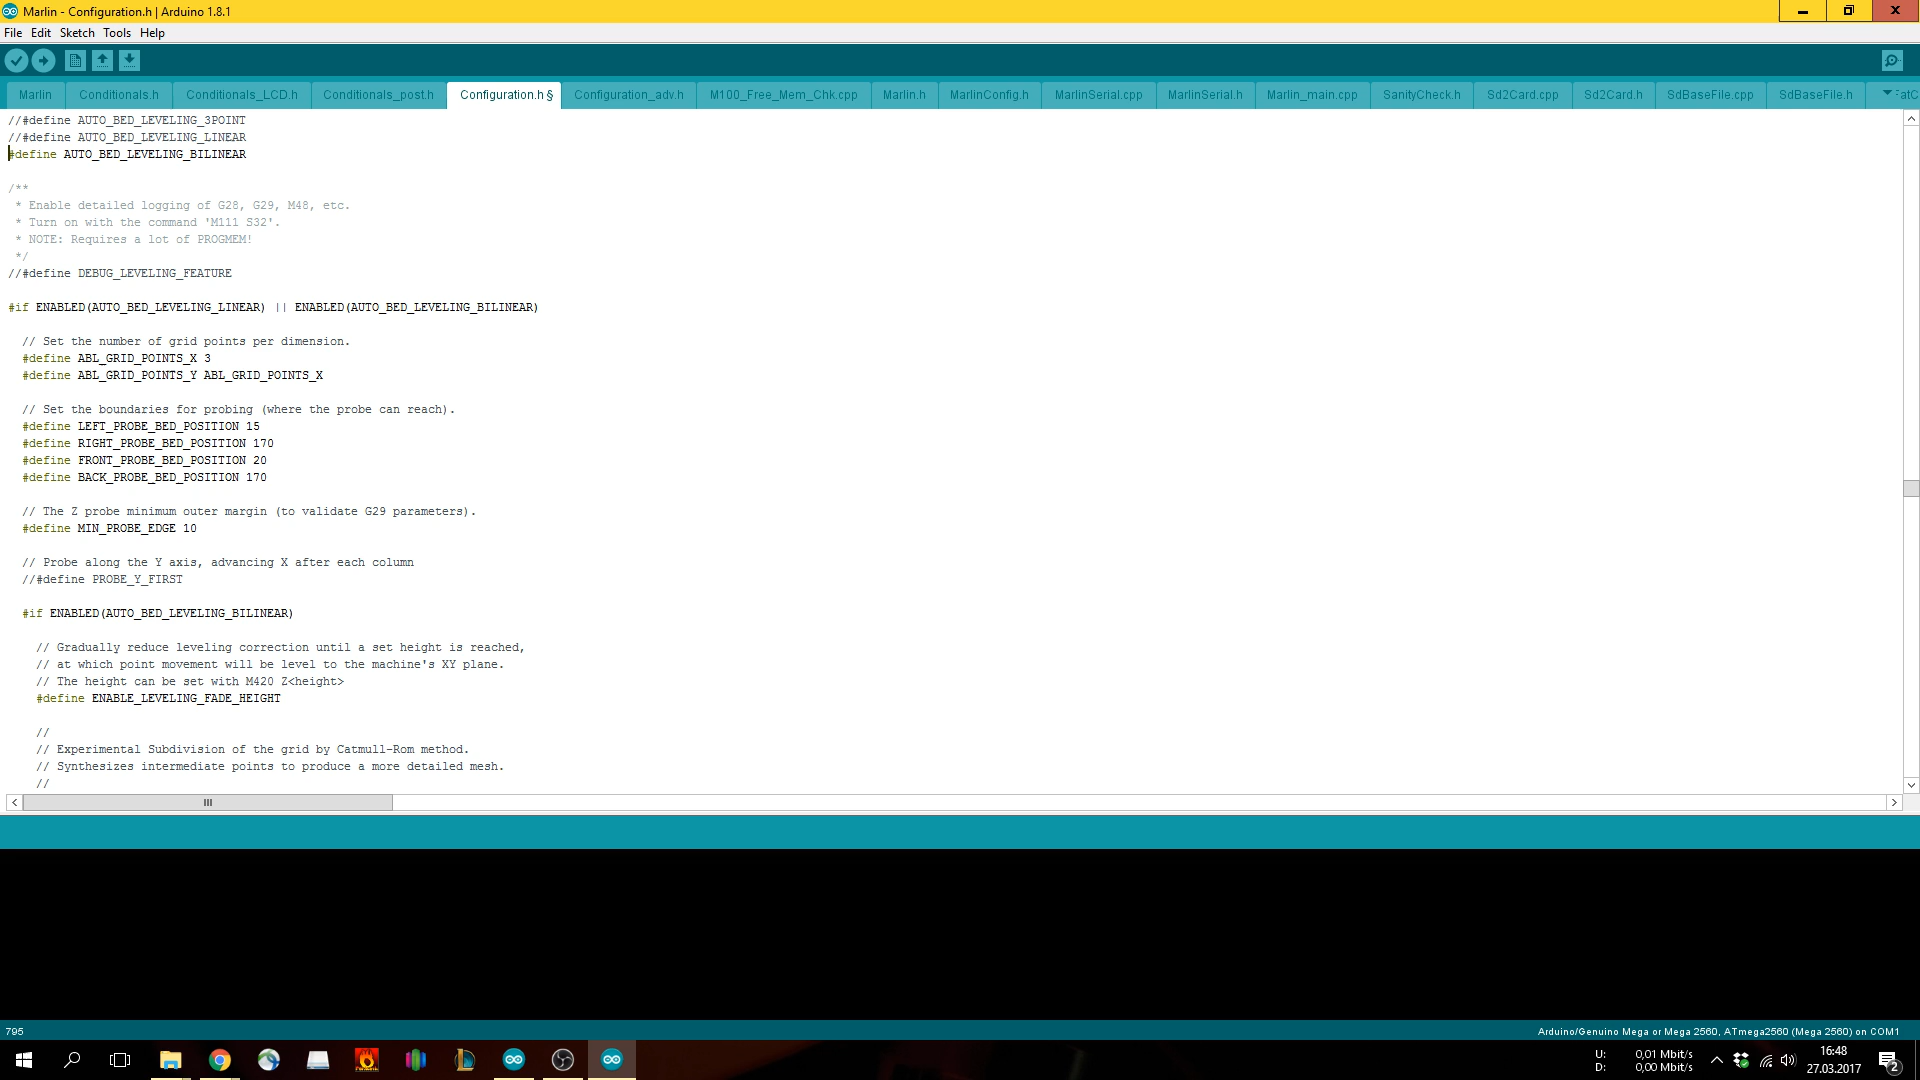 Marlin - Configuration.h | Arduino 1.8.1
File Edit Sketch Tools Help
Marlin Conditionals.h Conditionals_LCD.h Conditionals_post.h Configuration.h § Configuration_adv.h M100_Free_Mem_Chk.cpp Marlin.h MarlinConfig.h MarlinSerial.cpp MarlinSerial.h Marlin_main.cpp SanityCheck.h Sd2Card.cpp Sd2Card.h SdBaseFile.cpp SdBaseFile.h
//#define AUTO_BED_LEVELING_3POINT
//#define AUTO_BED_LEVELING_LINEAR
#define AUTO_BED_LEVELING_BILINEAR
/**
* Enable detailed logging of G28, G29, M48, etc.
* Turn on with the command 'M111 S32'.
* NOTE: Requires a lot of PROGMEM!
*/
//#define DEBUG_LEVELING_FEATURE
#if ENABLED(AUTO_BED_LEVELING_LINEAR) || ENABLED(AUTO_BED_LEVELING_BILINEAR)
// Set the number of grid points per dimension.
#define ABL_GRID_POINTS_X 3
#define ABL_GRID_POINTS_Y ABL_GRID_POINTS_X
// Set the boundaries for probing (where the probe can reach).
#define LEFT_PROBE_BED_POSITION 15
#define RIGHT_PROBE_BED_POSITION 170
#define FRONT_PROBE_BED_POSITION 20
#define BACK_PROBE_BED_POSITION 170
// The Z probe minimum outer margin (to validate G29 parameters).
#define MIN_PROBE_EDGE 10
// Probe along the Y axis, advancing X after each column
//#define PROBE_Y_FIRST
#if ENABLED(AUTO_BED_LEVELING_BILINEAR)
// Gradually reduce leveling correction until a set height is reached,
// at which point movement will be level to the machine's XY plane.
// The height can be set with M420 Z<height>
#define ENABLE_LEVELING_FADE_HEIGHT
//
// Experimental Subdivision of the grid by Catmull-Rom method.
// Synthesizes intermediate points to produce a more detailed mesh.
//
795 Arduino/Genuino Mega or Mega 2560, ATmega2560 (Mega 2560) on COM1
U: 0,01 Mbit/s
D: 0,00 Mbit/s
16:48
27.03.2017
2